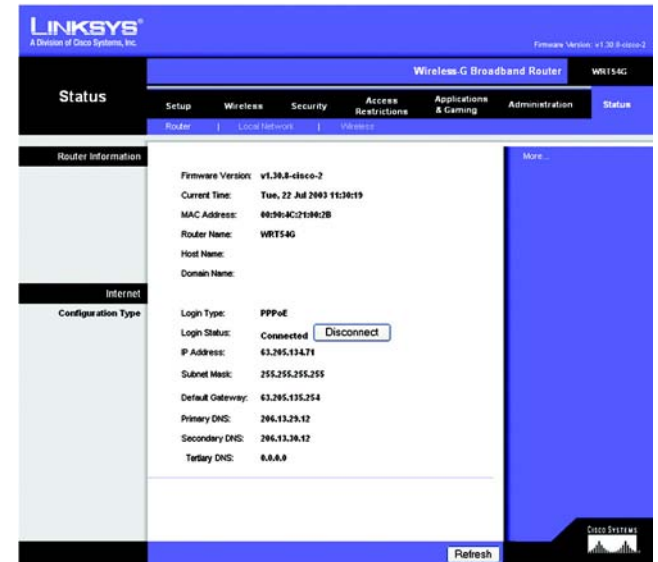 LINKSYS®
A Division of Cisco Systems, Inc.
Firmware Version: v1.30.8-cisco-2
Wireless-G Broadband Router
WRT54G
Status
Setup
Wireless
Security
Access Restrictions
Applications & Gaming
Administration
Status
Router | Local Network | Wireless
Router Information
More...
Firmware Version: v1.30.8-cisco-2
Current Time: Tue, 22 Jul 2003 11:30:19
MAC Address: 00:90:4C:21:00:2B
Router Name: WRT54G
Host Name:
Domain Name:
Internet
Configuration Type
Login Type: PPPoE
Login Status: Connected Disconnect
IP Address: 63.205.134.71
Subnet Mask: 255.255.255.255
Default Gateway: 63.205.135.254
Primary DNS: 206.13.29.12
Secondary DNS: 206.13.30.12
Tertiary DNS: 0.0.0.0
Refresh
CISCO SYSTEMS